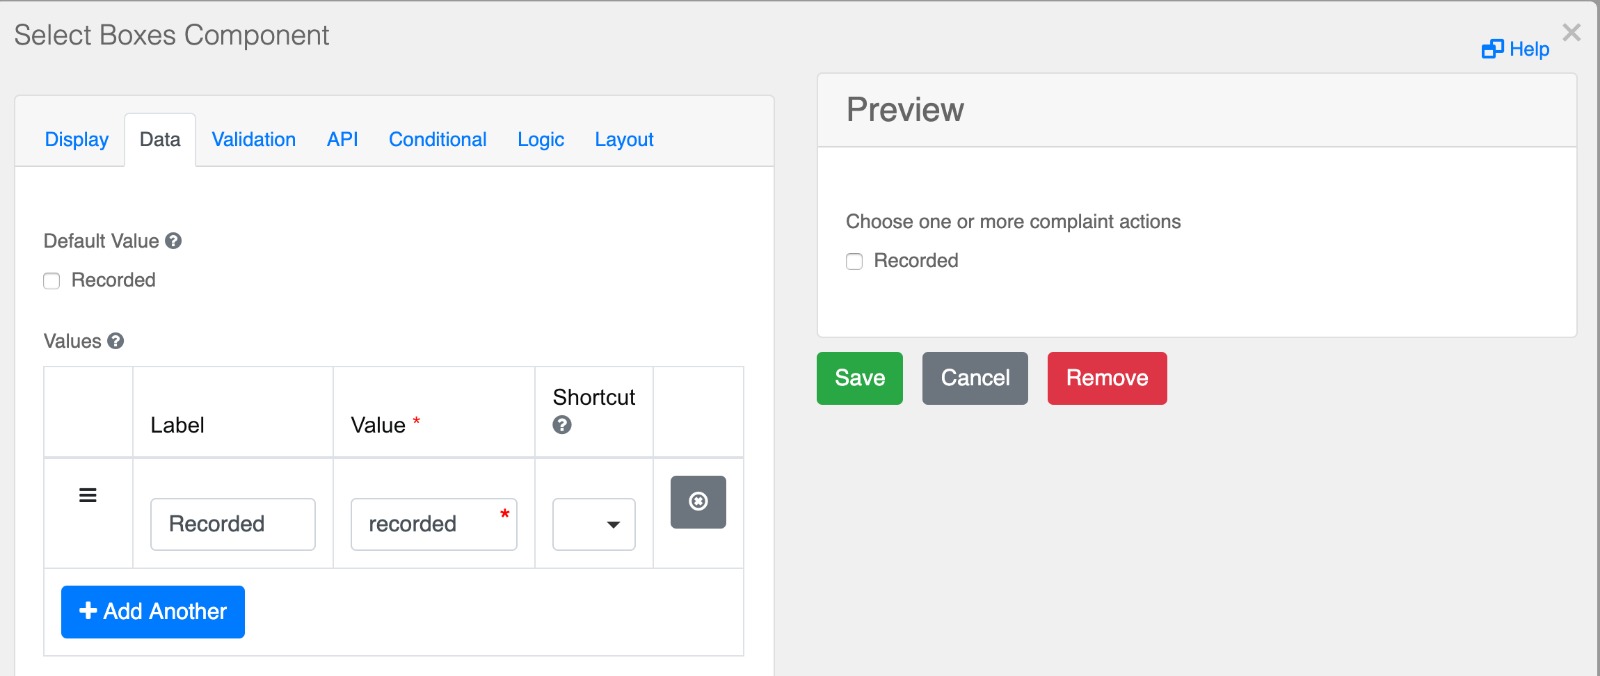 Select Boxes Component
Help
Display Data Validation API Conditional Logic Layout
Default Value
Recorded
Values
Label Value * Shortcut
Recorded recorded *
Add Another
Preview
Choose one or more complaint actions
Recorded
Save Cancel Remove